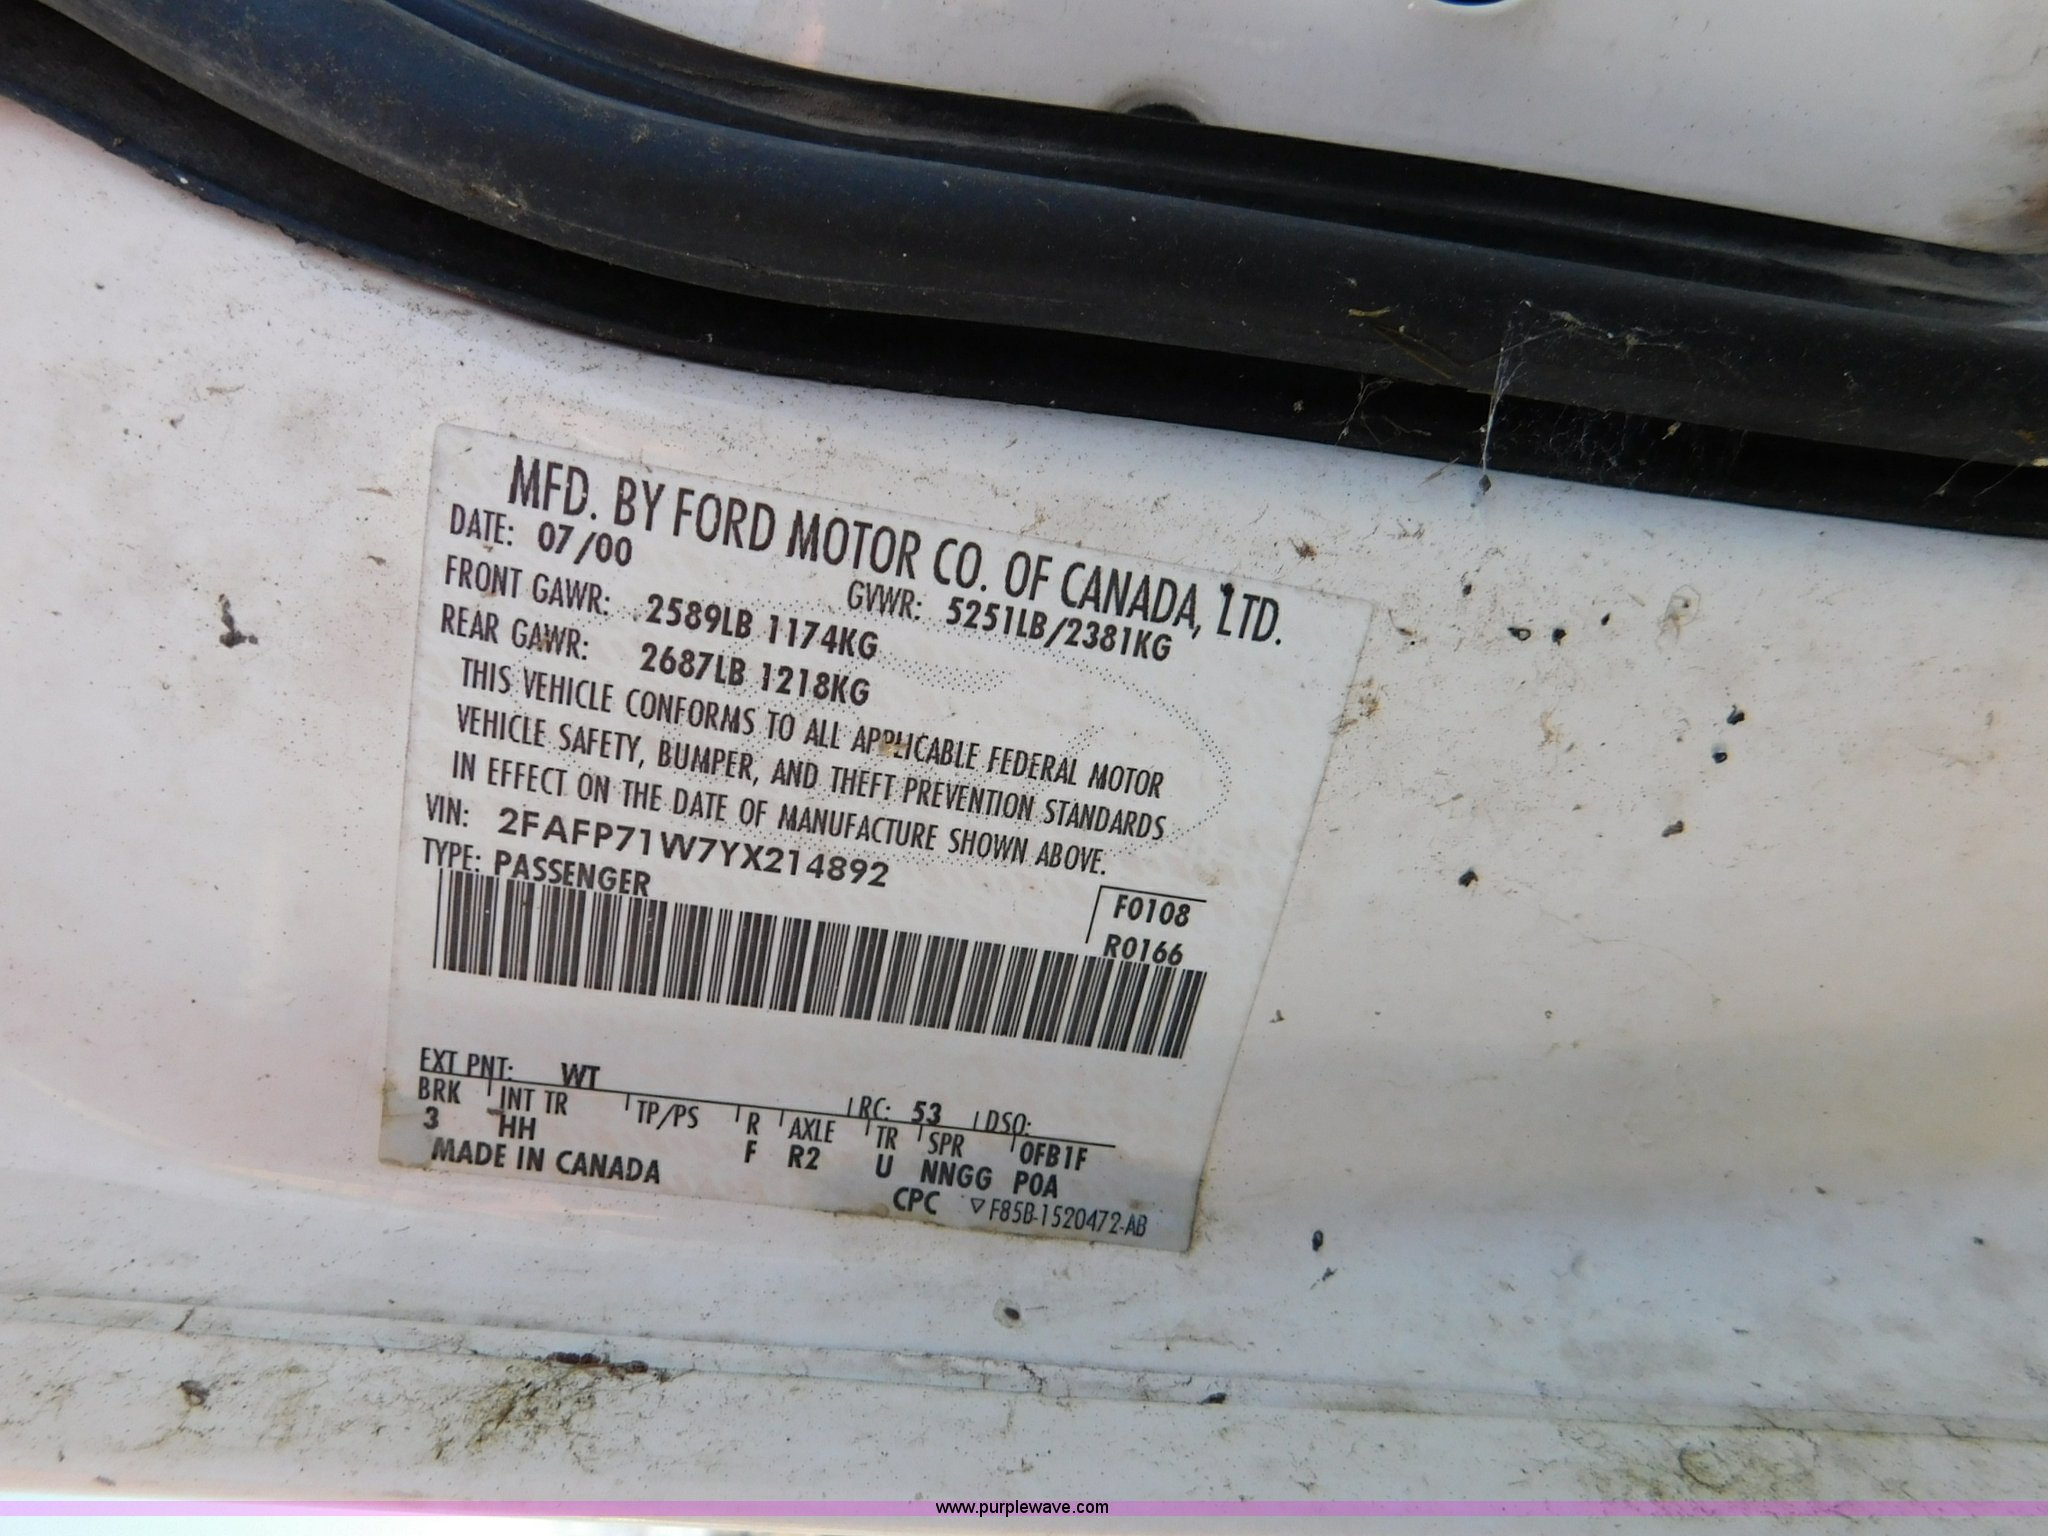 MFD. BY FORD MOTOR CO. OF CANADA, LTD.
DATE: 07/00
GVWR: 5251LB/2381KG
FRONT GAWR: 2589LB 1174KG
REAR GAWR: 2687LB 1218KG
THIS VEHICLE CONFORMS TO ALL APPLICABLE FEDERAL MOTOR
VEHICLE SAFETY, BUMPER, AND THEFT PREVENTION STANDARDS
IN EFFECT ON THE DATE OF MANUFACTURE SHOWN ABOVE.
VIN: 2FAFP71W7YX214892
TYPE: PASSENGER
F0108
R0166
EXT PNT: WT RC: 53 DSO:
BRK INT TR TP/PS R AXLE TR SPR OFB1F
3 HH F R2 U NNGG POA
MADE IN CANADA
CPC ▽ F85B-1520472-AB
www.purplewave.com